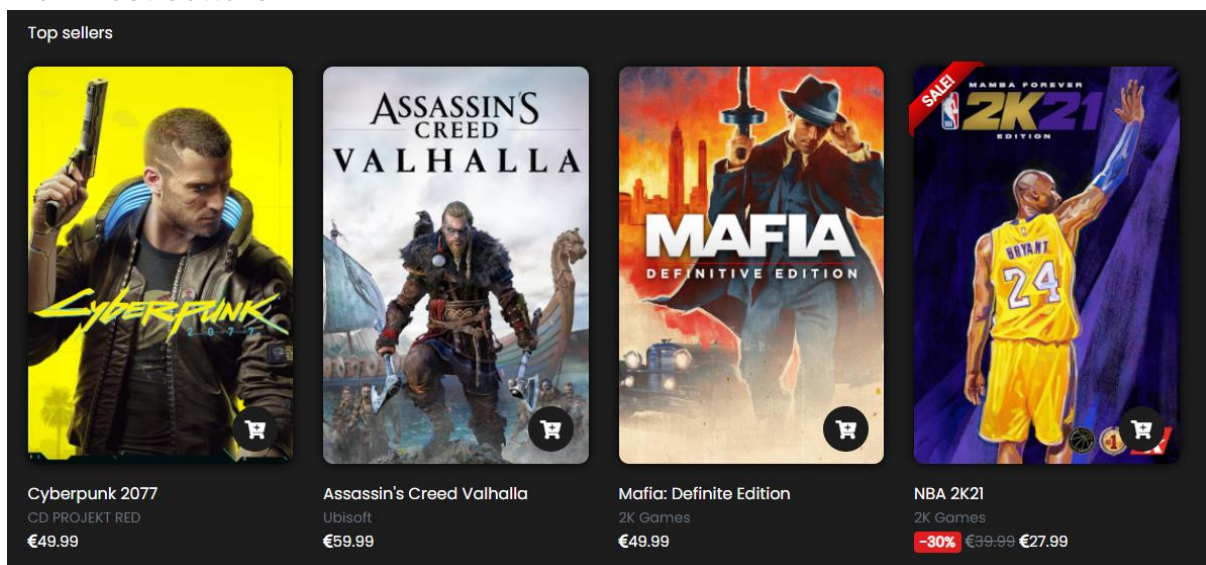 Top sellers
CYBERPUNK
2077
ASSASSIN'S
CREED
VALHALLA
MAFIA
DEFINITIVE EDITION
SALE!
MAMBA FOREVER
NBA 2K21
EDITION
BRYANT
24
#1
Cyberpunk 2077
CD PROJEKT RED
€49.99
Assassin's Creed Valhalla
Ubisoft
€59.99
Mafia: Definite Edition
2K Games
€49.99
NBA 2K21
2K Games
-30% €39.99 €27.99